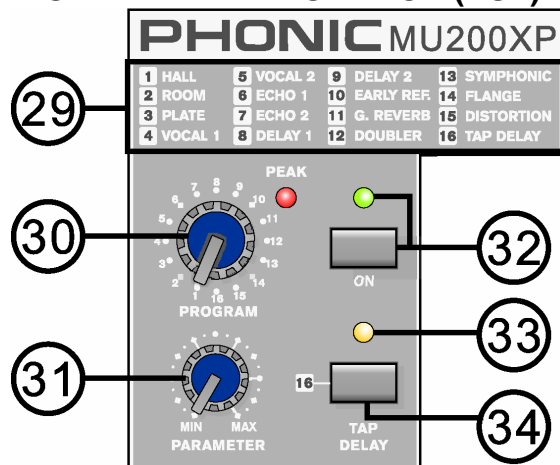 PHONIC MU200XP
1 HALL 5 VOCAL 2 9 DELAY 2 13 SYMPHONIC
2 ROOM 6 ECHO 1 10 EARLY REF. 14 FLANGE
3 PLATE 7 ECHO 2 11 G. REVERB 15 DISTORTION
4 VOCAL 1 8 DELAY 1 12 DOUBLER 16 TAP DELAY
29
PEAK
1 2 3 4 5 6 7 8 9 10 11 12 13 14 15 16
30
PROGRAM
ON
32
33
31
MIN MAX
PARAMETER
16
TAP
DELAY
34